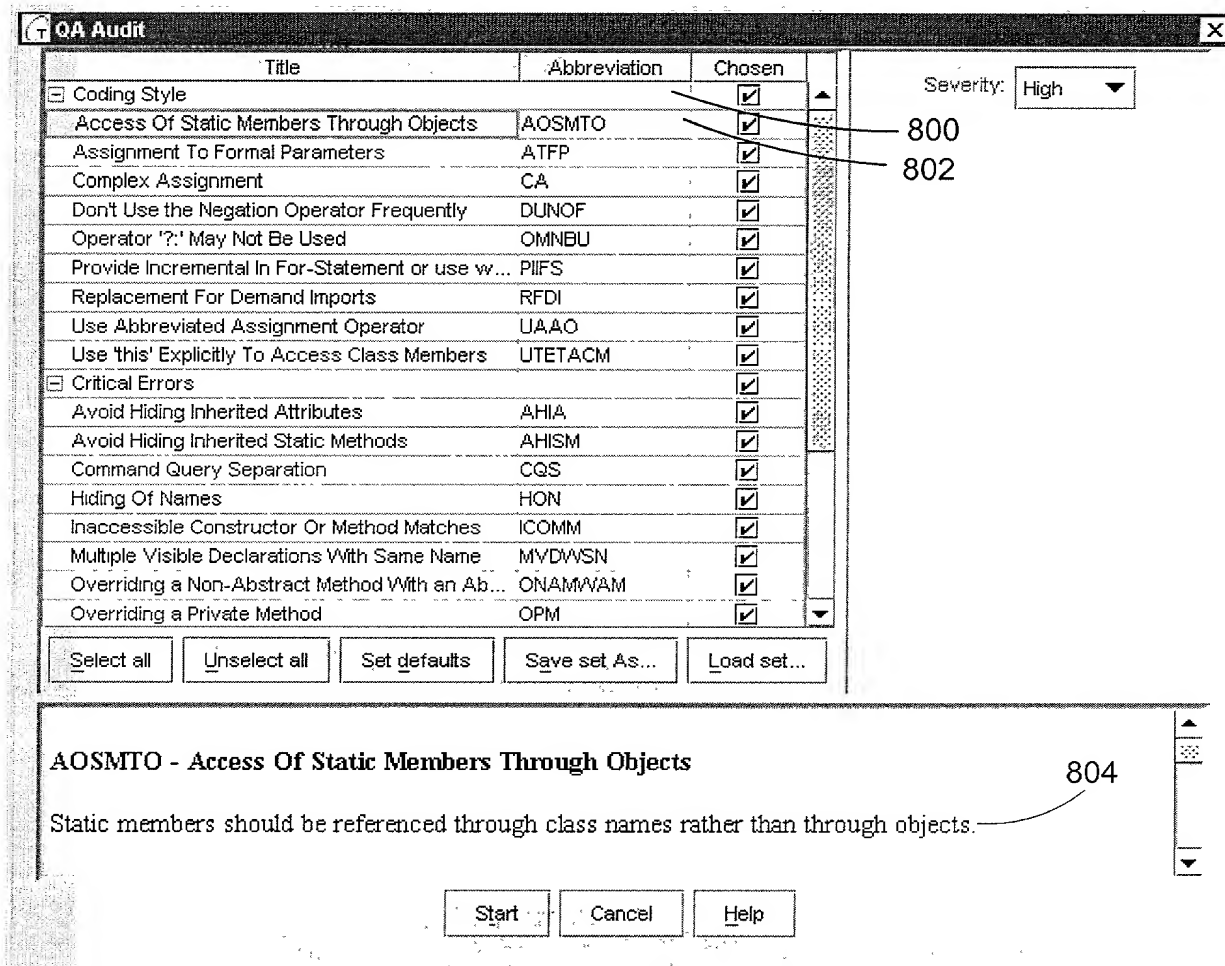 QA Audit
Title Abbreviation Chosen
Coding Style
Access Of Static Members Through Objects AOSMTO
Assignment To Formal Parameters ATFP
Complex Assignment CA
Don't Use the Negation Operator Frequently DUNOF
Operator '?:' May Not Be Used OMNBU
Provide Incremental In For-Statement or use w... PIIFS
Replacement For Demand Imports RFDI
Use Abbreviated Assignment Operator UAAO
Use 'this' Explicitly To Access Class Members UTETACM
Critical Errors
Avoid Hiding Inherited Attributes AHIA
Avoid Hiding Inherited Static Methods AHISM
Command Query Separation CQS
Hiding Of Names HON
Inaccessible Constructor Or Method Matches ICOMM
Multiple Visible Declarations With Same Name MVDWSN
Overriding a Non-Abstract Method With an Ab... ONAMWAM
Overriding a Private Method OPM
Select all Unselect all Set defaults Save set As... Load set...
Severity: High
800
802
AOSMTO - Access Of Static Members Through Objects
804
Static members should be referenced through class names rather than through objects.
Start Cancel Help